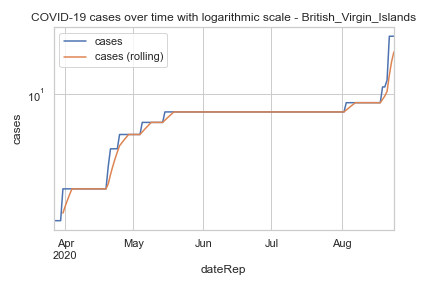 COVID-19 cases over time with logarithmic scale - British_Virgin_Islands
cases
cases (rolling)
10¹
cases
Apr
2020
May
Jun
Jul
Aug
dateRep